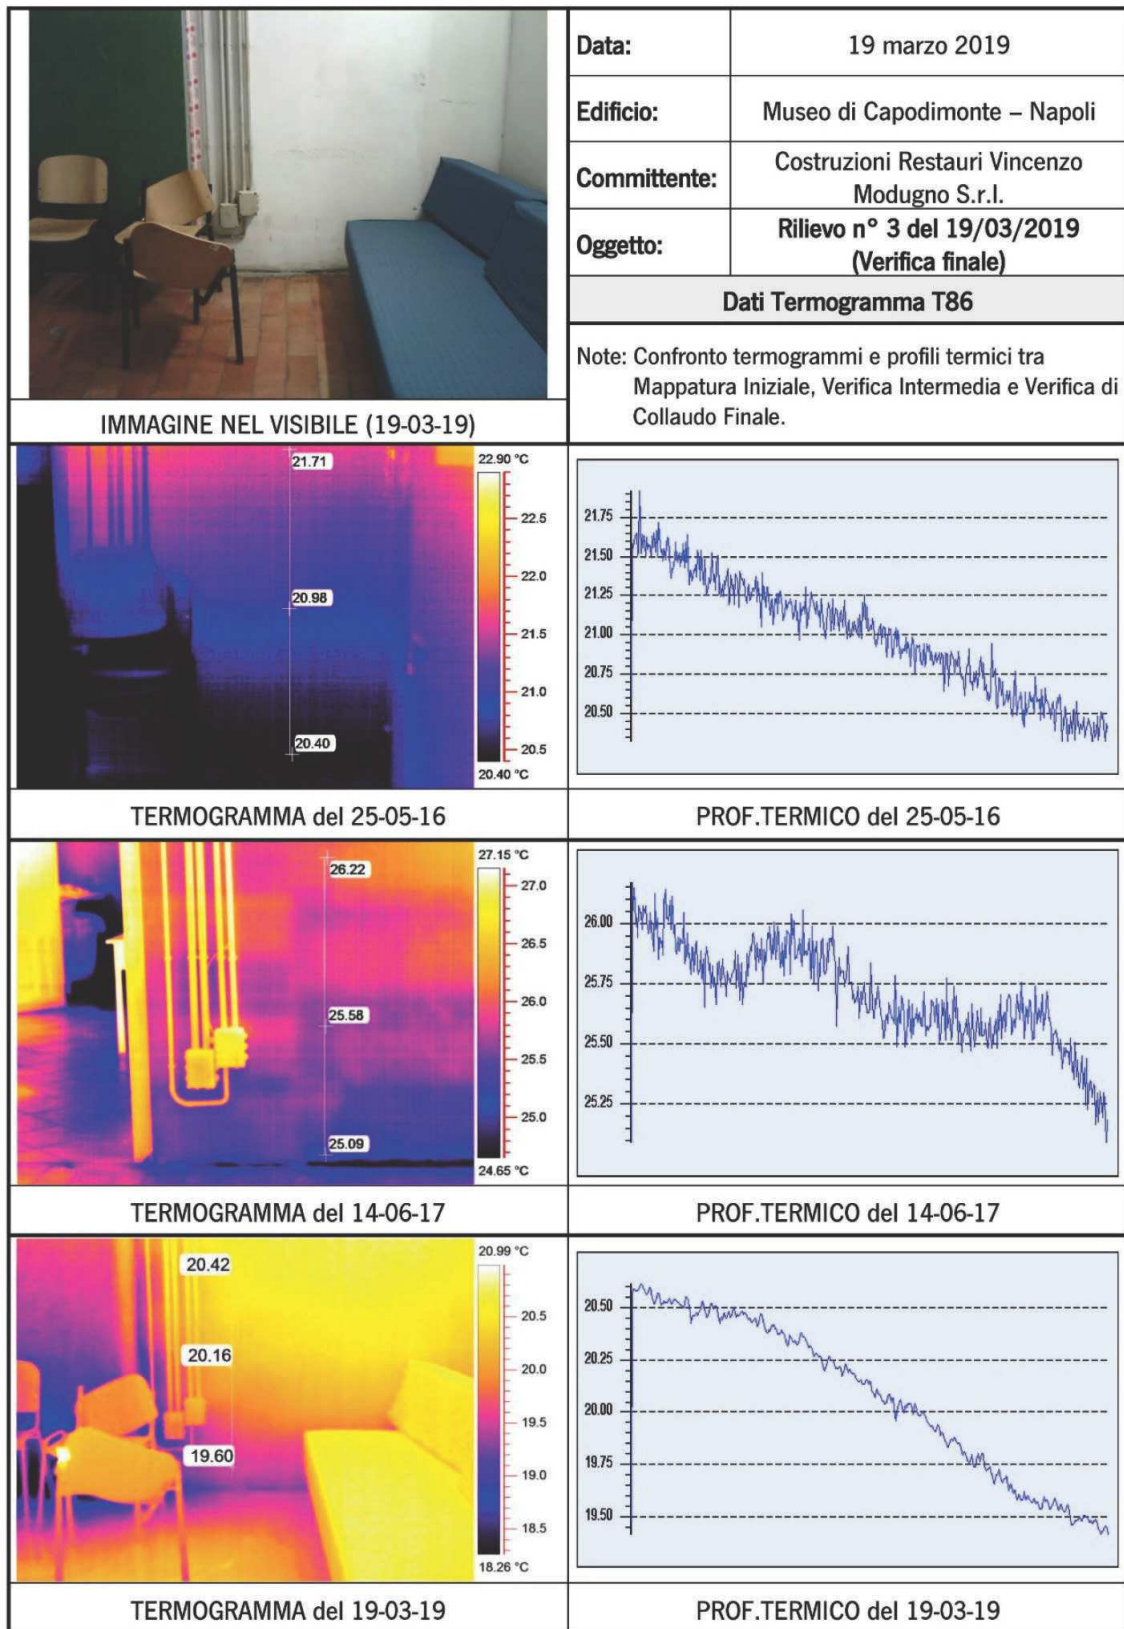 Data:
19 marzo 2019
Edificio:
Museo di Capodimonte – Napoli
Committente:
Costruzioni Restauri Vincenzo
Modugno S.r.l.
Oggetto:
Rilievo n° 3 del 19/03/2019
(Verifica finale)
Dati Termogramma T86
Note: Confronto termogrammi e profili termici tra
Mappatura Iniziale, Verifica Intermedia e Verifica di
Collaudo Finale.
IMMAGINE NEL VISIBILE (19-03-19)
21.71
20.98
20.40
22.90 °C
22.5
22.0
21.5
21.0
20.5
20.40 °C
21.75
21.50
21.25
21.00
20.75
20.50
TERMOGRAMMA del 25-05-16
PROF.TERMICO del 25-05-16
26.22
25.58
25.09
27.15 °C
27.0
26.5
26.0
25.5
25.0
24.65 °C
26.00
25.75
25.50
25.25
TERMOGRAMMA del 14-06-17
PROF.TERMICO del 14-06-17
20.42
20.16
19.60
20.99 °C
20.5
20.0
19.5
19.0
18.5
18.26 °C
20.50
20.25
20.00
19.75
19.50
TERMOGRAMMA del 19-03-19
PROF.TERMICO del 19-03-19